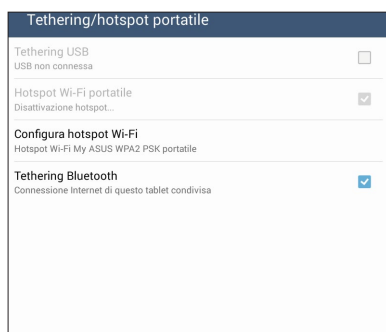 Tethering/hotspot portatile
Tethering USB
USB non connessa
Hotspot Wi-Fi portatile
Disattivazione hotspot...
Configura hotspot Wi-Fi
Hotspot Wi-Fi My ASUS WPA2 PSK portatile
Tethering Bluetooth
Connessione Internet di questo tablet condivisa